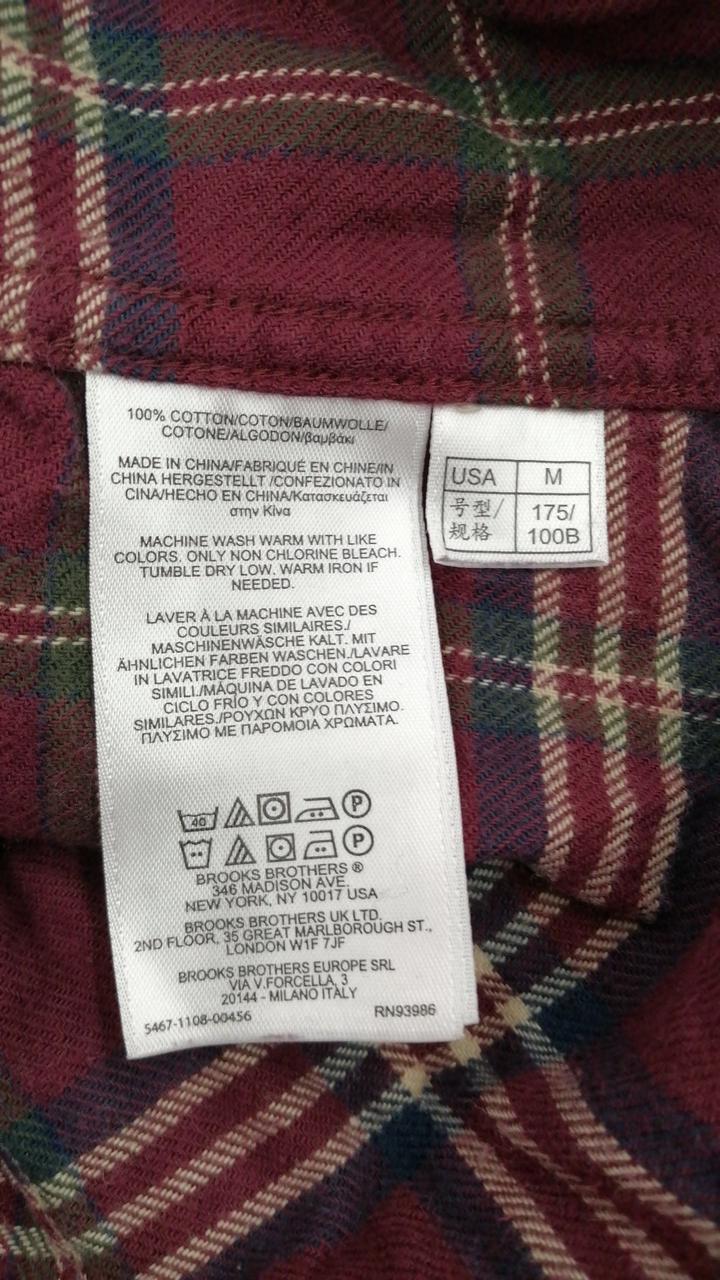 100% COTTON/COTON/BAUMWOLLE/
COTONE/ALGODON/βαμβάκι
MADE IN CHINA/FABRIQUÉ EN CHINE/IN
CHINA HERGESTELLT /CONFEZIONATO IN
CINA/HECHO EN CHINA/Κατασκευάζεται
στην Κίνα
MACHINE WASH WARM WITH LIKE
COLORS. ONLY NON CHLORINE BLEACH.
TUMBLE DRY LOW. WARM IRON IF
NEEDED.
LAVER À LA MACHINE AVEC DES
COULEURS SIMILAIRES./
MASCHINENWÄSCHE KALT. MIT
ÄHNLICHEN FARBEN WASCHEN./LAVARE
IN LAVATRICE FREDDO CON COLORI
SIMILI./MÁQUINA DE LAVADO EN
CICLO FRÍO Y CON COLORES
SIMILARES./ΡΟΥΧΩΝ ΚΡΥΟ ΠΛΥΣΙΜΟ.
ΠΛΥΣΙΜΟ ΜΕ ΠΑΡΟΜΟΙΑ ΧΡΩΜΑΤΑ.
40 P
P
BROOKS BROTHERS ®
346 MADISON AVE.
NEW YORK, NY 10017 USA
BROOKS BROTHERS UK LTD.
2ND FLOOR, 35 GREAT MARLBOROUGH ST.,
LONDON W1F 7JF
BROOKS BROTHERS EUROPE SRL
VIA V.FORCELLA, 3
20144 - MILANO ITALY
5467-1108-00456 RN93986
USA M
号型/ 175/
规格 100B